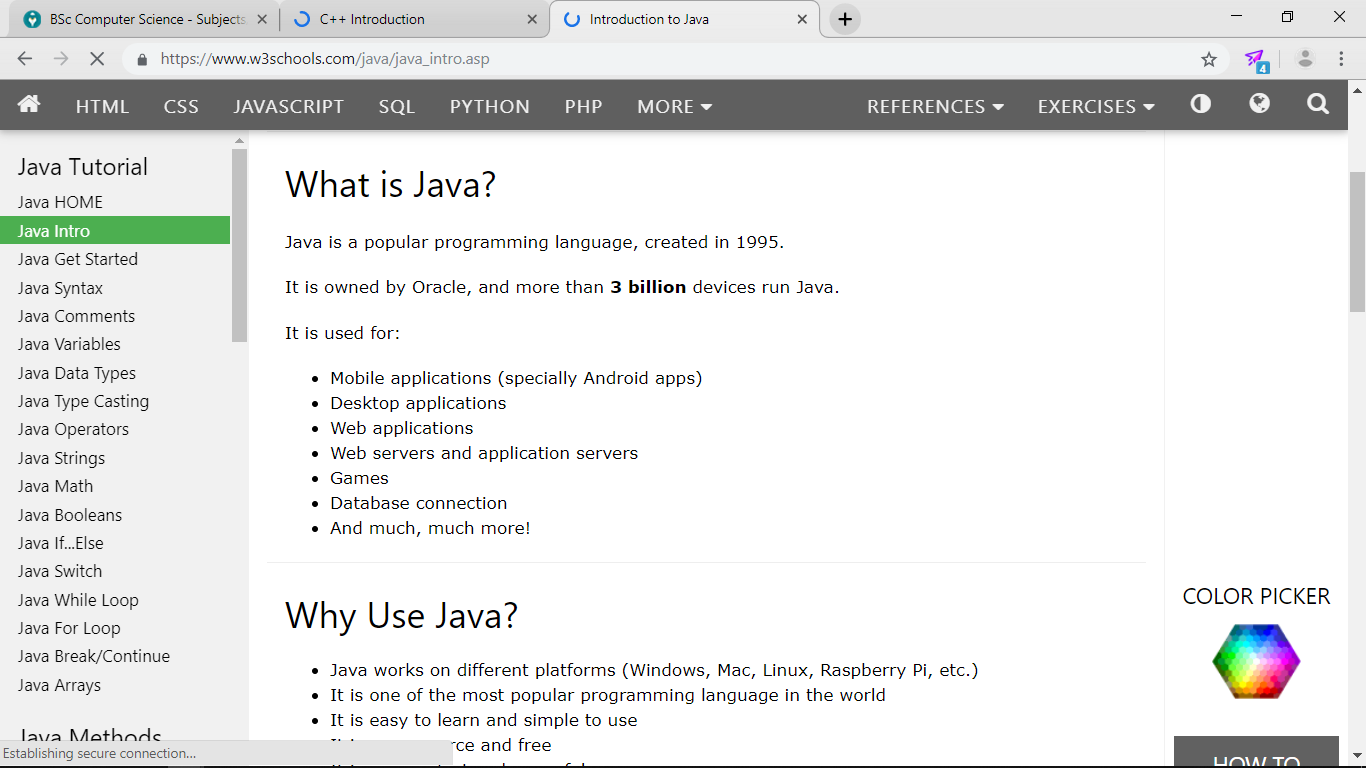 BSc Computer Science - Subjects
C++ Introduction
Introduction to Java
https://www.w3schools.com/java/java_intro.asp
4
HTML CSS JAVASCRIPT SQL PYTHON PHP MORE REFERENCES EXERCISES
Java Tutorial
Java HOME
Java Intro
Java Get Started
Java Syntax
Java Comments
Java Variables
Java Data Types
Java Type Casting
Java Operators
Java Strings
Java Math
Java Booleans
Java If...Else
Java Switch
Java While Loop
Java For Loop
Java Break/Continue
Java Arrays
Java Methods
Establishing secure connection...
What is Java?
Java is a popular programming language, created in 1995.
It is owned by Oracle, and more than 3 billion devices run Java.
It is used for:
Mobile applications (specially Android apps)
Desktop applications
Web applications
Web servers and application servers
Games
Database connection
And much, much more!
Why Use Java?
Java works on different platforms (Windows, Mac, Linux, Raspberry Pi, etc.)
It is one of the most popular programming language in the world
It is easy to learn and simple to use
and free
COLOR PICKER
HOW TO